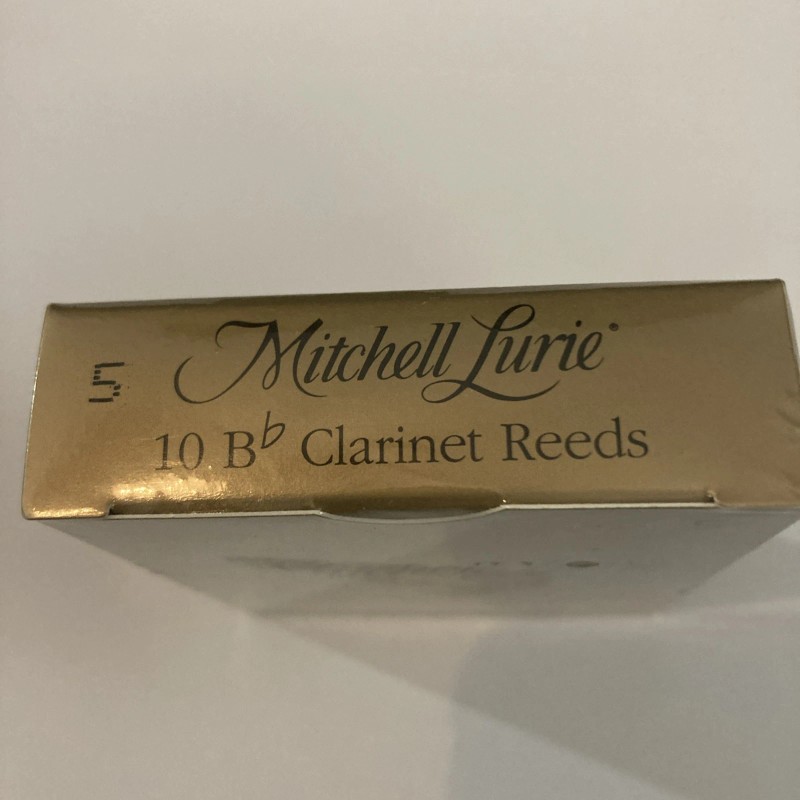 Mitchell Lurie®
5
10 B♭ Clarinet Reeds